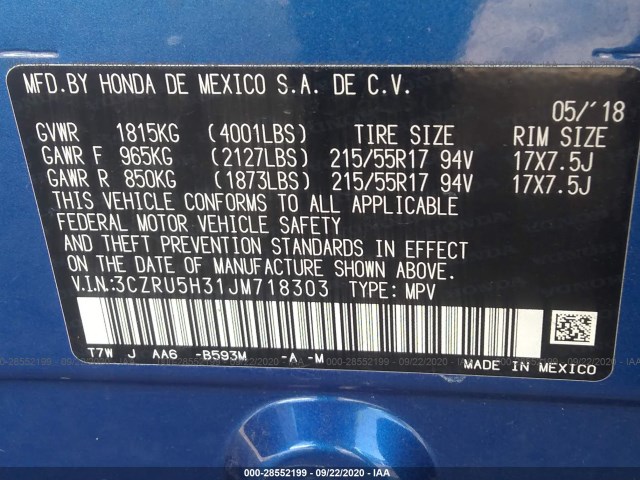 MFD.BY HONDA DE MEXICO S.A. DE C.V.
05/'18
GVWR 1815KG (4001LBS) TIRE SIZE RIM SIZE
GAWR F 965KG (2127LBS) 215/55R17 94V 17X7.5J
GAWR R 850KG (1873LBS) 215/55R17 94V 17X7.5J
THIS VEHICLE CONFORMS TO ALL APPLICABLE
FEDERAL MOTOR VEHICLE SAFETY
AND THEFT PREVENTION STANDARDS IN EFFECT
ON THE DATE OF MANUFACTURE SHOWN ABOVE.
V.I.N.:3CZRU5H31JM718303 TYPE: MPV
T7W J AA6 -B593M -A -M
MADE IN MEXICO
000-28552199 - 09/22/2020 - IAA